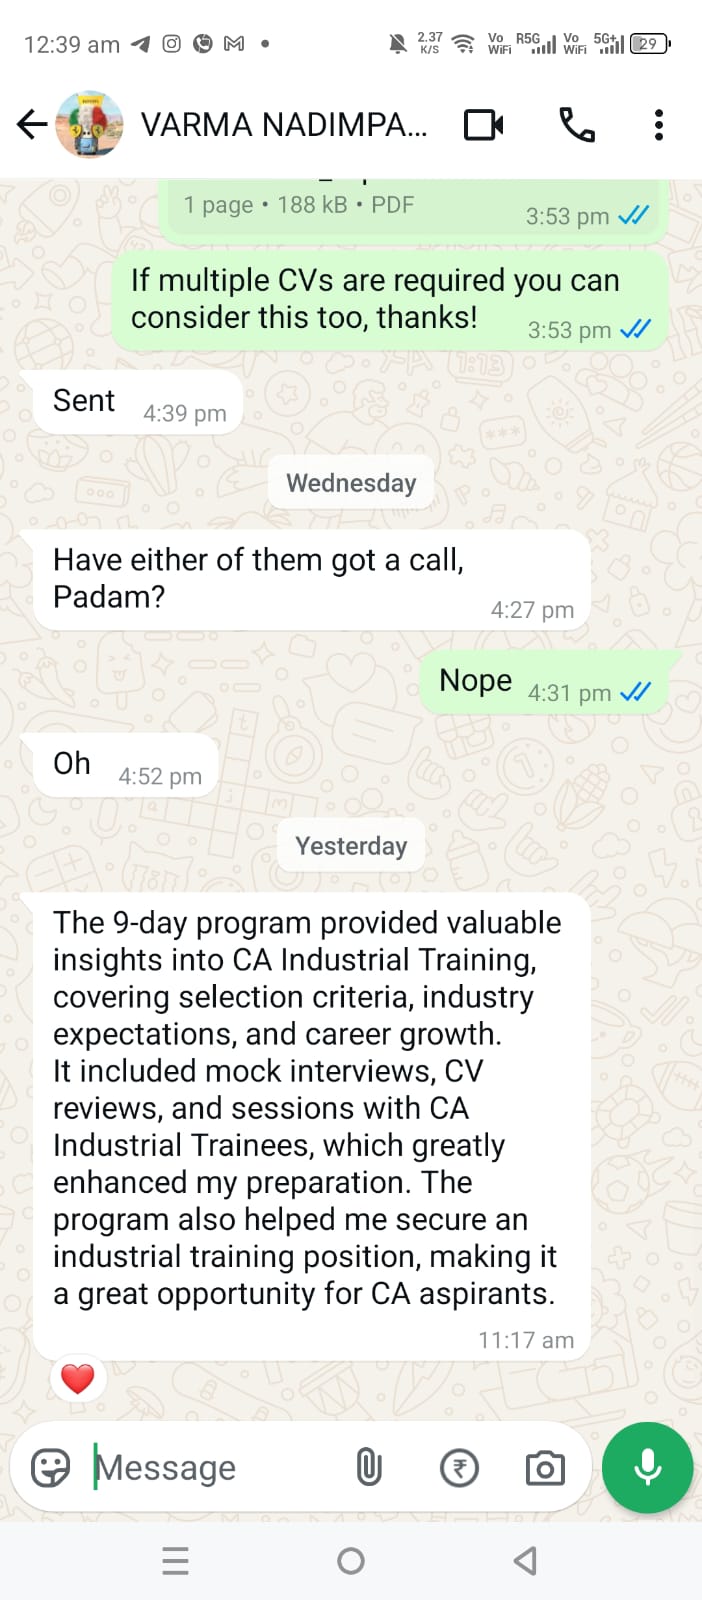 12:39 am
2.37
K/S
Vo
WiFi
R5G
Vo
WiFi
5G+
29
VARMA NADIMPA...
1 page • 188 kB • PDF
3:53 pm
If multiple CVs are required you can
consider this too, thanks!
3:53 pm
Sent
4:39 pm
Wednesday
Have either of them got a call,
Padam?
4:27 pm
Nope
4:31 pm
Oh
4:52 pm
Yesterday
The 9-day program provided valuable
insights into CA Industrial Training,
covering selection criteria, industry
expectations, and career growth.
It included mock interviews, CV
reviews, and sessions with CA
Industrial Trainees, which greatly
enhanced my preparation. The
program also helped me secure an
industrial training position, making it
a great opportunity for CA aspirants.
11:17 am
Message